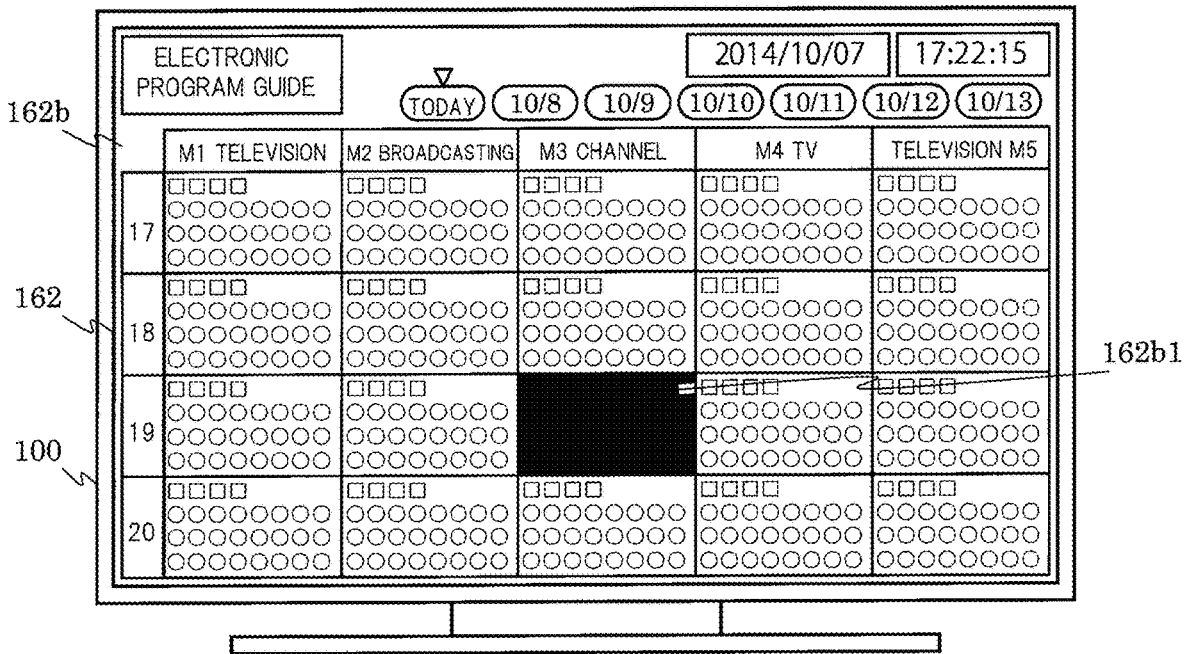 ELECTRONIC
PROGRAM GUIDE
2014/10/07 17:22:15
TODAY 10/8 10/9 10/10 10/11 10/12 10/13
162b
M1 TELEVISION M2 BROADCASTING M3 CHANNEL M4 TV TELEVISION M5
□□□□ □□□□ □□□□ □□□□ □□□□
○○○○○○○○ ○○○○○○○○ ○○○○○○○○ ○○○○○○○○ ○○○○○○○○
17 ○○○○○○○○ ○○○○○○○○ ○○○○○○○○ ○○○○○○○○ ○○○○○○○○
○○○○○○○○ ○○○○○○○○ ○○○○○○○○ ○○○○○○○○ ○○○○○○○○
162
□□□□ □□□□ □□□□ □□□□ □□□□
○○○○○○○○ ○○○○○○○○ ○○○○○○○○ ○○○○○○○○ ○○○○○○○○
18 ○○○○○○○○ ○○○○○○○○ ○○○○○○○○ ○○○○○○○○ ○○○○○○○○
○○○○○○○○ ○○○○○○○○ ○○○○○○○○ ○○○○○○○○ ○○○○○○○○
162b1
□□□□ □□□□ □□□□ □□□□
○○○○○○○○ ○○○○○○○○ ○○○○○○○○ ○○○○○○○○
19 ○○○○○○○○ ○○○○○○○○ ○○○○○○○○ ○○○○○○○○
○○○○○○○○ ○○○○○○○○ ○○○○○○○○ ○○○○○○○○
100
□□□□ □□□□ □□□□ □□□□ □□□□
○○○○○○○○ ○○○○○○○○ ○○○○○○○○ ○○○○○○○○ ○○○○○○○○
20 ○○○○○○○○ ○○○○○○○○ ○○○○○○○○ ○○○○○○○○ ○○○○○○○○
○○○○○○○○ ○○○○○○○○ ○○○○○○○○ ○○○○○○○○ ○○○○○○○○